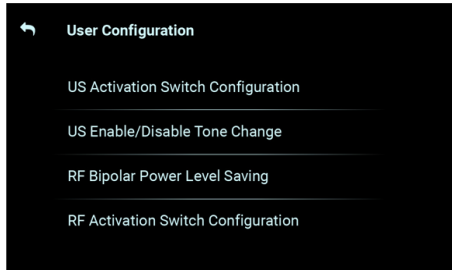 User Configuration
US Activation Switch Configuration
US Enable/Disable Tone Change
RF Bipolar Power Level Saving
RF Activation Switch Configuration